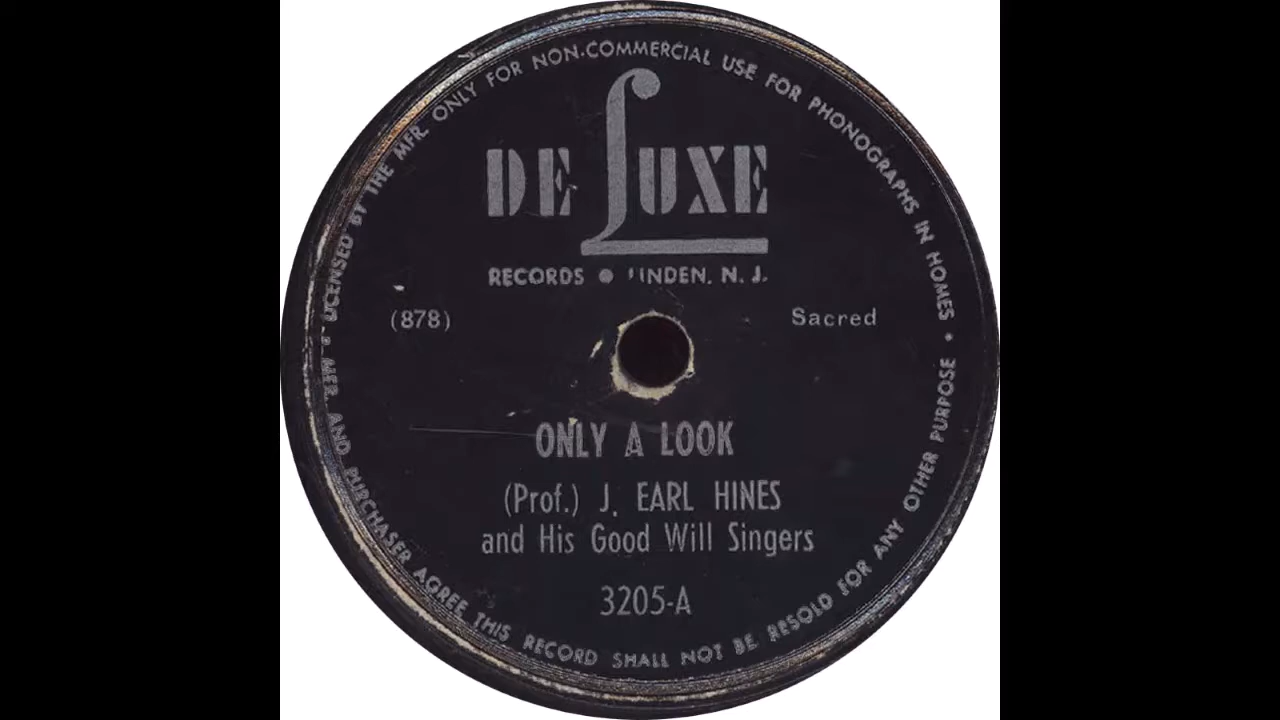 LICENSED BY THE MFR. ONLY FOR NON-COMMERCIAL USE FOR PHONOGRAPHS IN HOMES •
MFR. AND PURCHASER AGREE THIS RECORD SHALL NOT BE RESOLD FOR ANY OTHER PURPOSE
DE LUXE
RECORDS • LINDEN, N. J.
(878)
Sacred
ONLY A LOOK
(Prof.) J. EARL HINES
and His Good Will Singers
3205-A